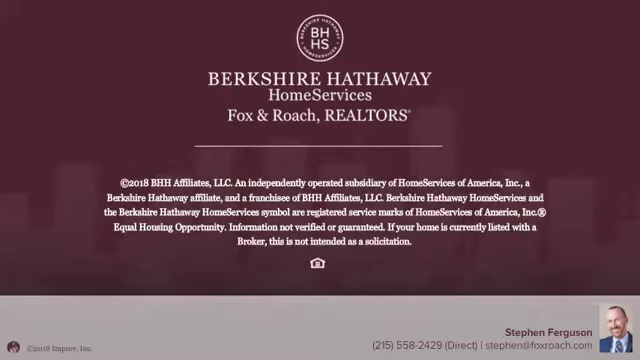 BERKSHIRE HATHAWAY HOMESERVICES
BH
HS
BERKSHIRE HATHAWAY
HomeServices
Fox & Roach, REALTORS®
©2018 BHH Affiliates, LLC. An independently operated subsidiary of HomeServices of America, Inc., a
Berkshire Hathaway affiliate, and a franchisee of BHH Affiliates, LLC. Berkshire Hathaway HomeServices and
the Berkshire Hathaway HomeServices symbol are registered service marks of HomeServices of America, Inc.®
Equal Housing Opportunity. Information not verified or guaranteed. If your home is currently listed with a
Broker, this is not intended as a solicitation.
Stephen Ferguson
(215) 558-2429 (Direct) | stephen@foxroach.com
©2018 Imprev, Inc.